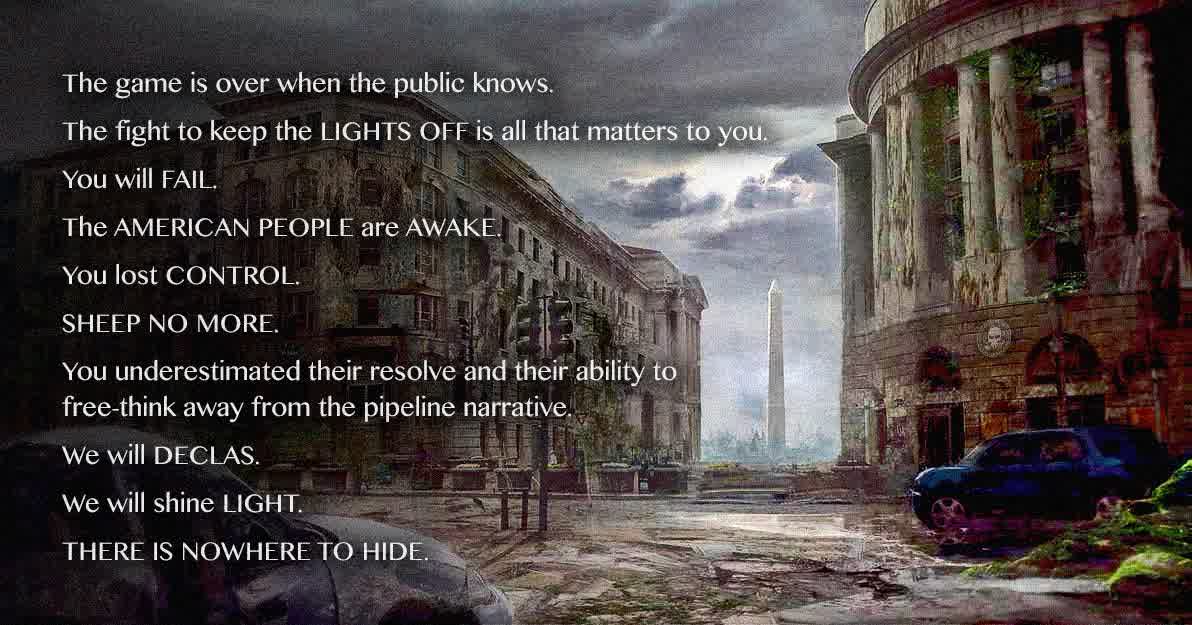 The game is over when the public knows.
The fight to keep the LIGHTS OFF is all that matters to you.
You will FAIL.
The AMERICAN PEOPLE are AWAKE.
You lost CONTROL.
SHEEP NO MORE.
You underestimated their resolve and their ability to
free-think away from the pipeline narrative.
We will DECLAS.
We will shine LIGHT.
THERE IS NOWHERE TO HIDE.